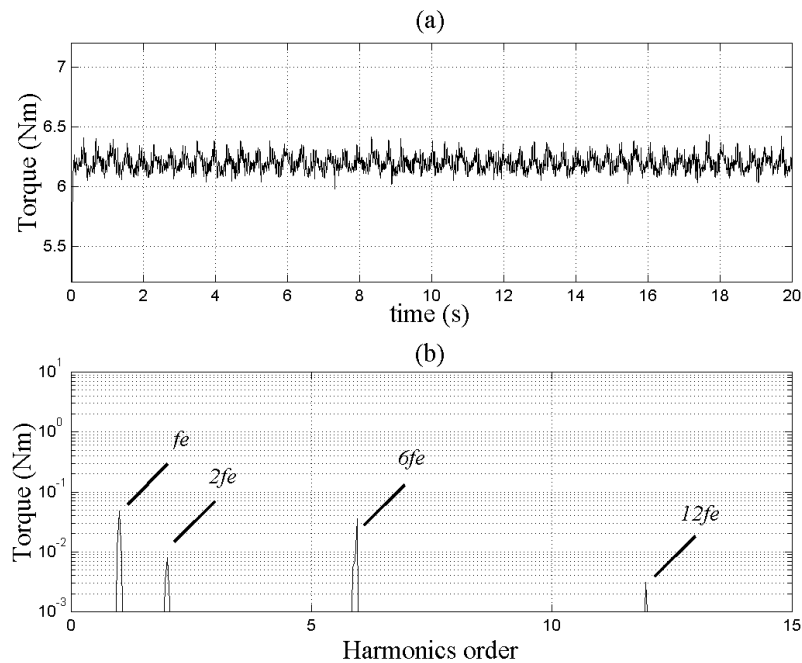 (a)
Torque (Nm)
7
6.5
6
5.5
0 2 4 6 8 10 12 14 16 18 20
time (s)
(b)
Torque (Nm)
10^1
10^0
10^-1
10^-2
10^-3
fe
2fe
6fe
12fe
0 5 10 15
Harmonics order